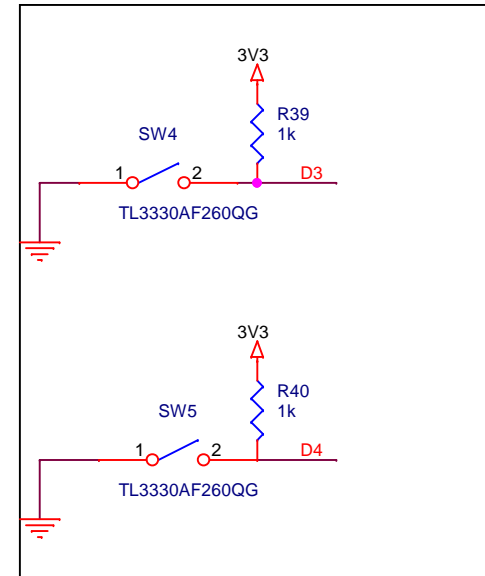 3V3
R39
1k
SW4
1 2
D3
TL3330AF260QG
3V3
R40
1k
SW5
1 2
D4
TL3330AF260QG